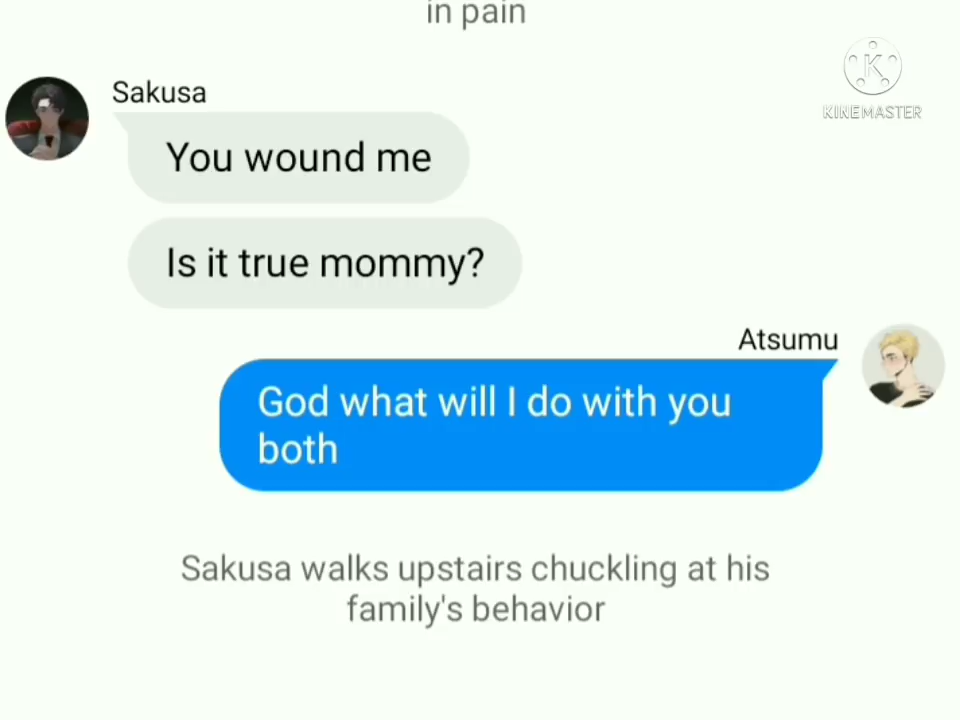 in pain
K
KINEMASTER
Sakusa
You wound me
Is it true mommy?
Atsumu
God what will I do with you
both
Sakusa walks upstairs chuckling at his
family's behavior